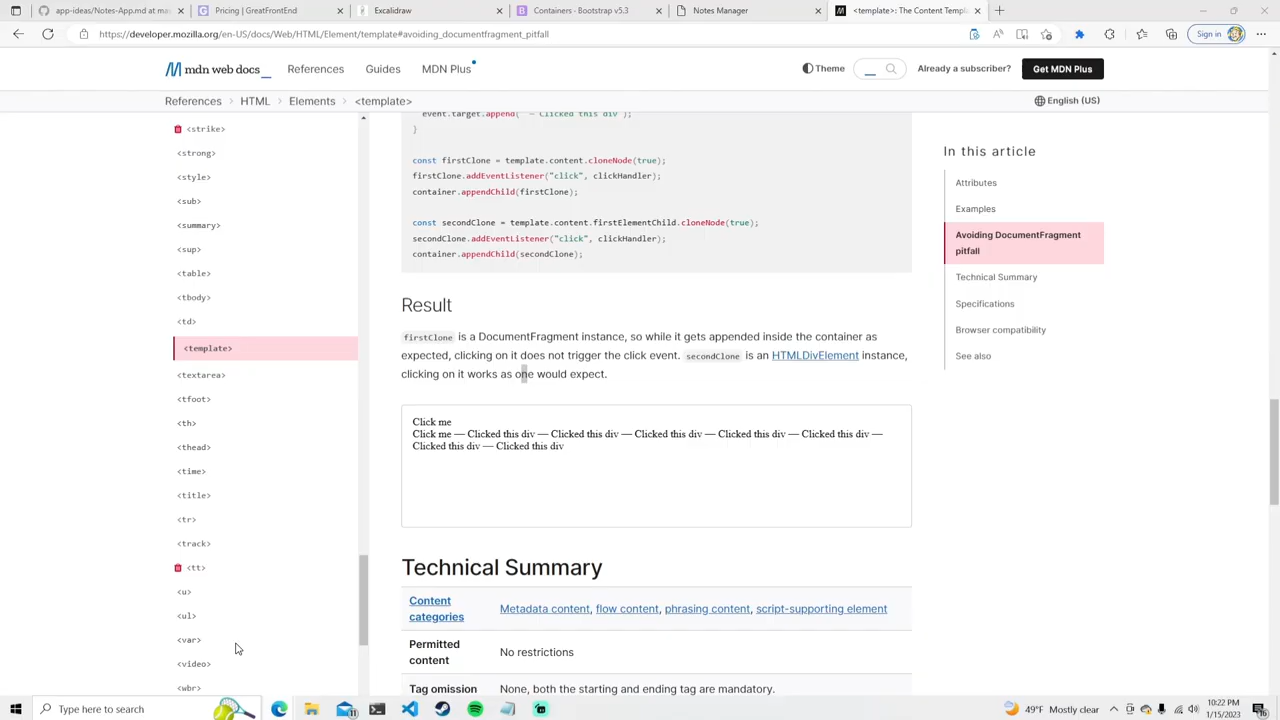 app-ideas/Notes-App.md at ma
Pricing | GreatFrontEnd
Excalidraw
Containers · Bootstrap v5.3
Notes Manager
<template>: The Content Templ
https://developer.mozilla.org/en-US/docs/Web/HTML/Element/template#avoiding_documentfragment_pitfall
Sign in
mdn web docs
References
Guides
MDN Plus
Theme
Already a subscriber?
Get MDN Plus
References
HTML
Elements
<template>
English (US)
<strike>
<strong>
<style>
<sub>
<summary>
<sup>
<table>
<tbody>
<td>
<template>
<textarea>
<tfoot>
<th>
<thead>
<time>
<title>
<tr>
<track>
<tt>
<u>
<ul>
<var>
<video>
<wbr>
event.target.append(" — Clicked this div");
}
const firstClone = template.content.cloneNode(true);
firstClone.addEventListener("click", clickHandler);
container.appendChild(firstClone);
const secondClone = template.content.firstElementChild.cloneNode(true);
secondClone.addEventListener("click", clickHandler);
container.appendChild(secondClone);
Result
firstClone is a DocumentFragment instance, so while it gets appended inside the container as
expected, clicking on it does not trigger the click event. secondClone is an HTMLDivElement instance,
clicking on it works as one would expect.
Click me
Click me — Clicked this div — Clicked this div — Clicked this div — Clicked this div — Clicked this div —
Clicked this div — Clicked this div
Technical Summary
Content
categories
Metadata content, flow content, phrasing content, script-supporting element
Permitted
content
No restrictions
Tag omission
None, both the starting and ending tag are mandatory.
In this article
Attributes
Examples
Avoiding DocumentFragment
pitfall
Technical Summary
Specifications
Browser compatibility
See also
Type here to search
11
49°F Mostly clear
10:22 PM
1/15/2023
16